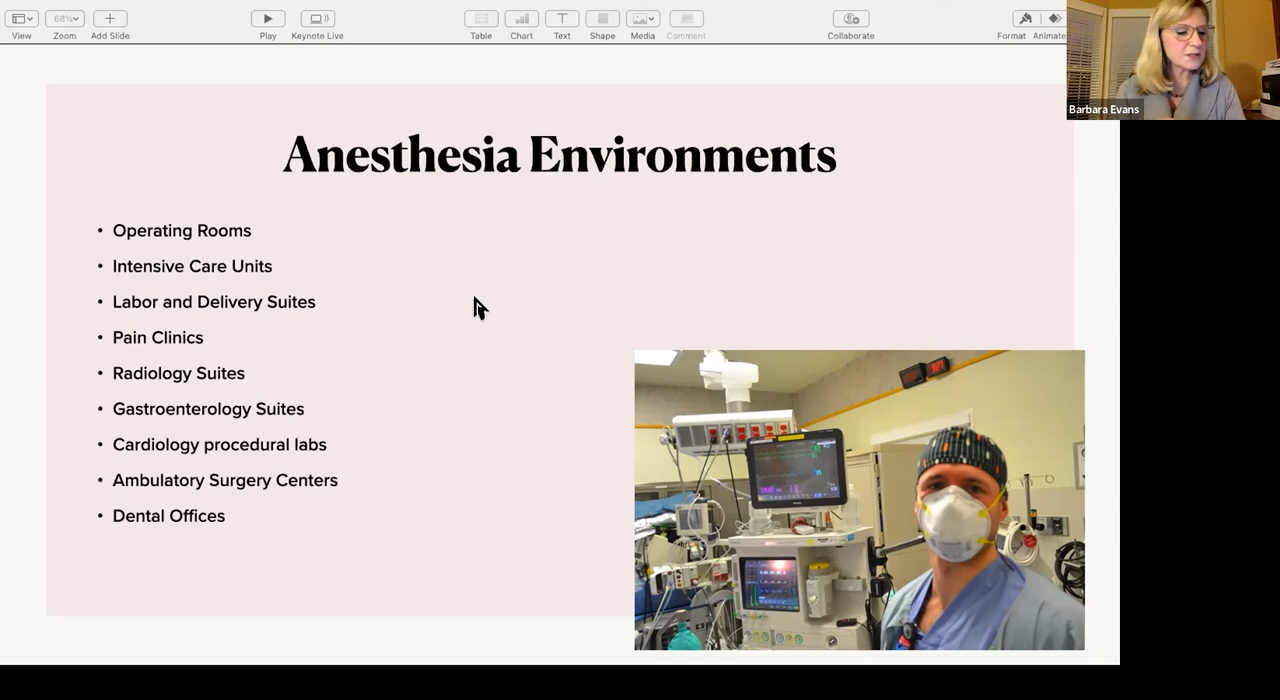 View
68%
Zoom
Add Slide
Play
Keynote Live
Table
Chart
Text
Shape
Media
Comment
Collaborate
Format
Animate
Barbara Evans
Anesthesia Environments
• Operating Rooms
• Intensive Care Units
• Labor and Delivery Suites
• Pain Clinics
• Radiology Suites
• Gastroenterology Suites
• Cardiology procedural labs
• Ambulatory Surgery Centers
• Dental Offices